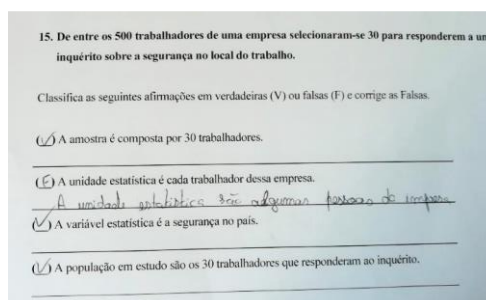 15. De entre os 500 trabalhadores de uma empresa selecionaram-se 30 para responderem a um
inquérito sobre a segurança no local do trabalho.
Classifica as seguintes afirmações em verdadeiras (V) ou falsas (F) e corrige as Falsas.
(V) A amostra é composta por 30 trabalhadores.
(F) A unidade estatística é cada trabalhador dessa empresa.
A unidade estatística são algumas pessoas da impresa
(V) A variável estatística é a segurança no país.
(V) A população em estudo são os 30 trabalhadores que responderam ao inquérito.